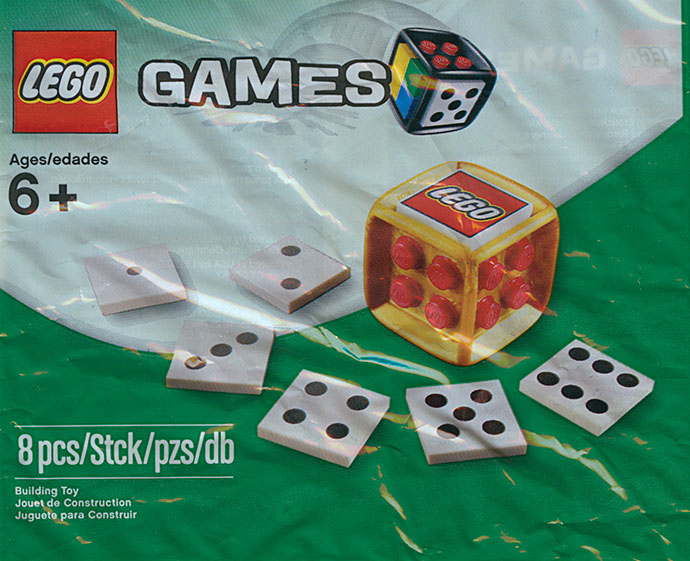 LEGO
GAMES
Ages/edades
6+
LEGO
8 pcs/Stck/pzs/db
Building Toy
Jouet de Construction
Juguete para Construir